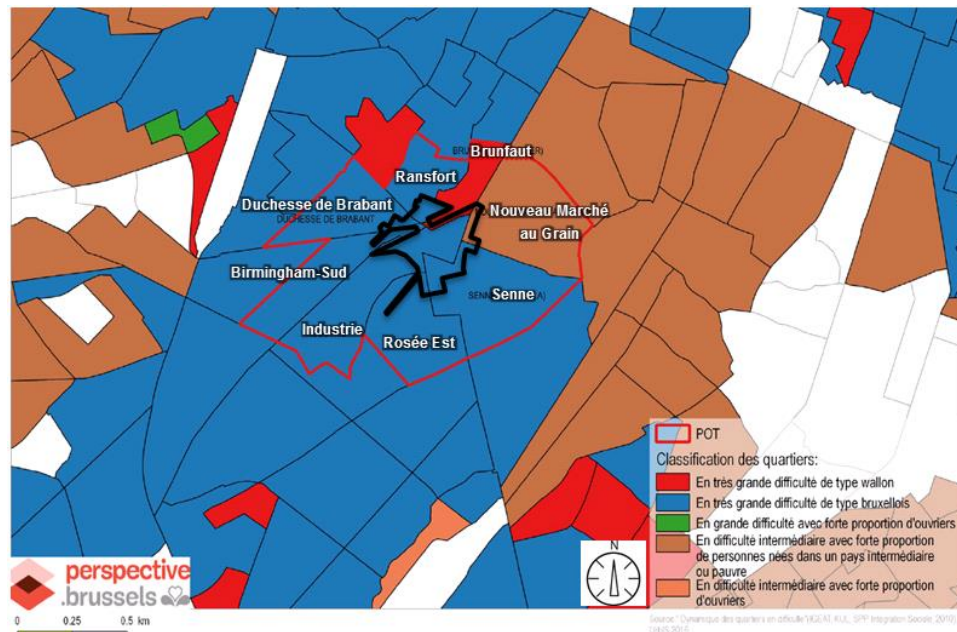 Brunfaut
Ransfort
Duchesse de Brabant
DUCHESSE DE BRABANT
Nouveau Marché
au Grain
Birmingham-Sud
Senne
Industrie
Rosée Est
POT
Classification des quartiers:
En très grande difficulté de type wallon
En très grande difficulté de type bruxellois
En grande difficulté avec forte proportion d'ouvriers
En difficulté intermédiaire avec forte proportion
de personnes nées dans un pays intermédiaire
ou pauvre
En difficulté intermédiaire avec forte proportion
d'ouvriers
N
perspective
.brussels
0 0.25 0.5 km